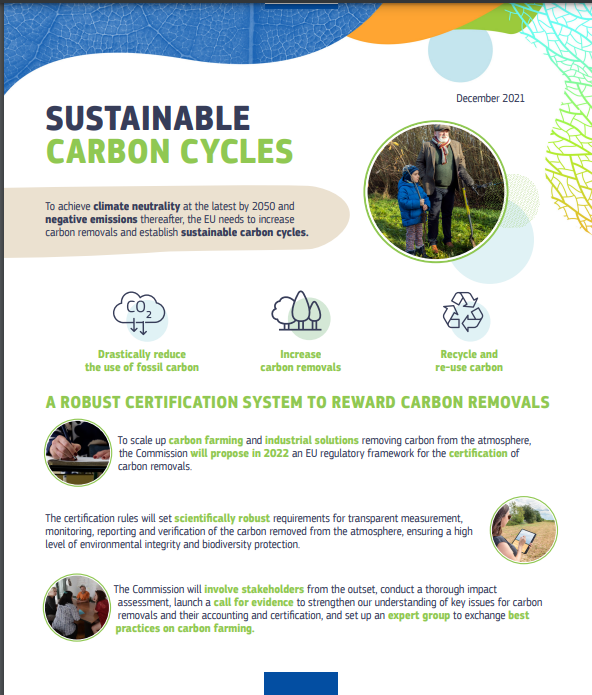 December 2021
SUSTAINABLE
CARBON CYCLES
To achieve climate neutrality at the latest by 2050 and
negative emissions thereafter, the EU needs to increase
carbon removals and establish sustainable carbon cycles.
CO2
Drastically reduce
the use of fossil carbon
Increase
carbon removals
Recycle and
re-use carbon
A ROBUST CERTIFICATION SYSTEM TO REWARD CARBON REMOVALS
To scale up carbon farming and industrial solutions removing carbon from the atmosphere,
the Commission will propose in 2022 an EU regulatory framework for the certification of
carbon removals.
The certification rules will set scientifically robust requirements for transparent measurement,
monitoring, reporting and verification of the carbon removed from the atmosphere, ensuring a high
level of environmental integrity and biodiversity protection.
The Commission will involve stakeholders from the outset, conduct a thorough impact
assessment, launch a call for evidence to strengthen our understanding of key issues for carbon
removals and their accounting and certification, and set up an expert group to exchange best
practices on carbon farming.